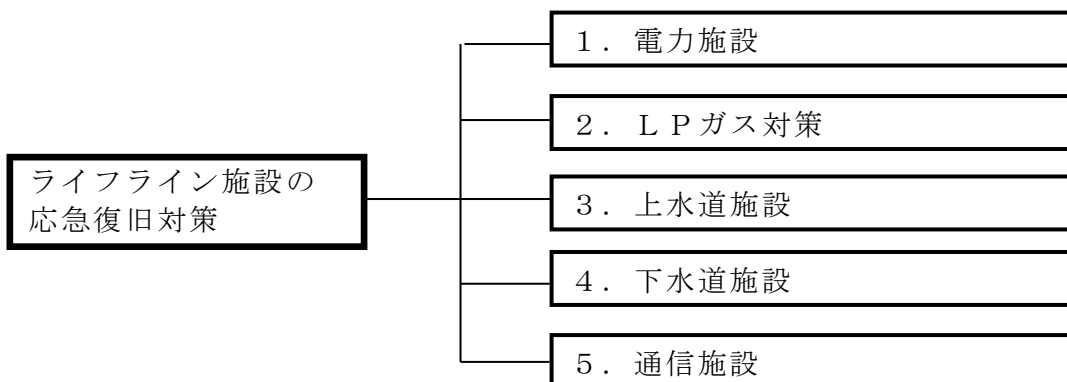 １．電力施設
２．ＬＰガス対策
ライフライン施設の
応急復旧対策
３．上水道施設
４．下水道施設
５．通信施設